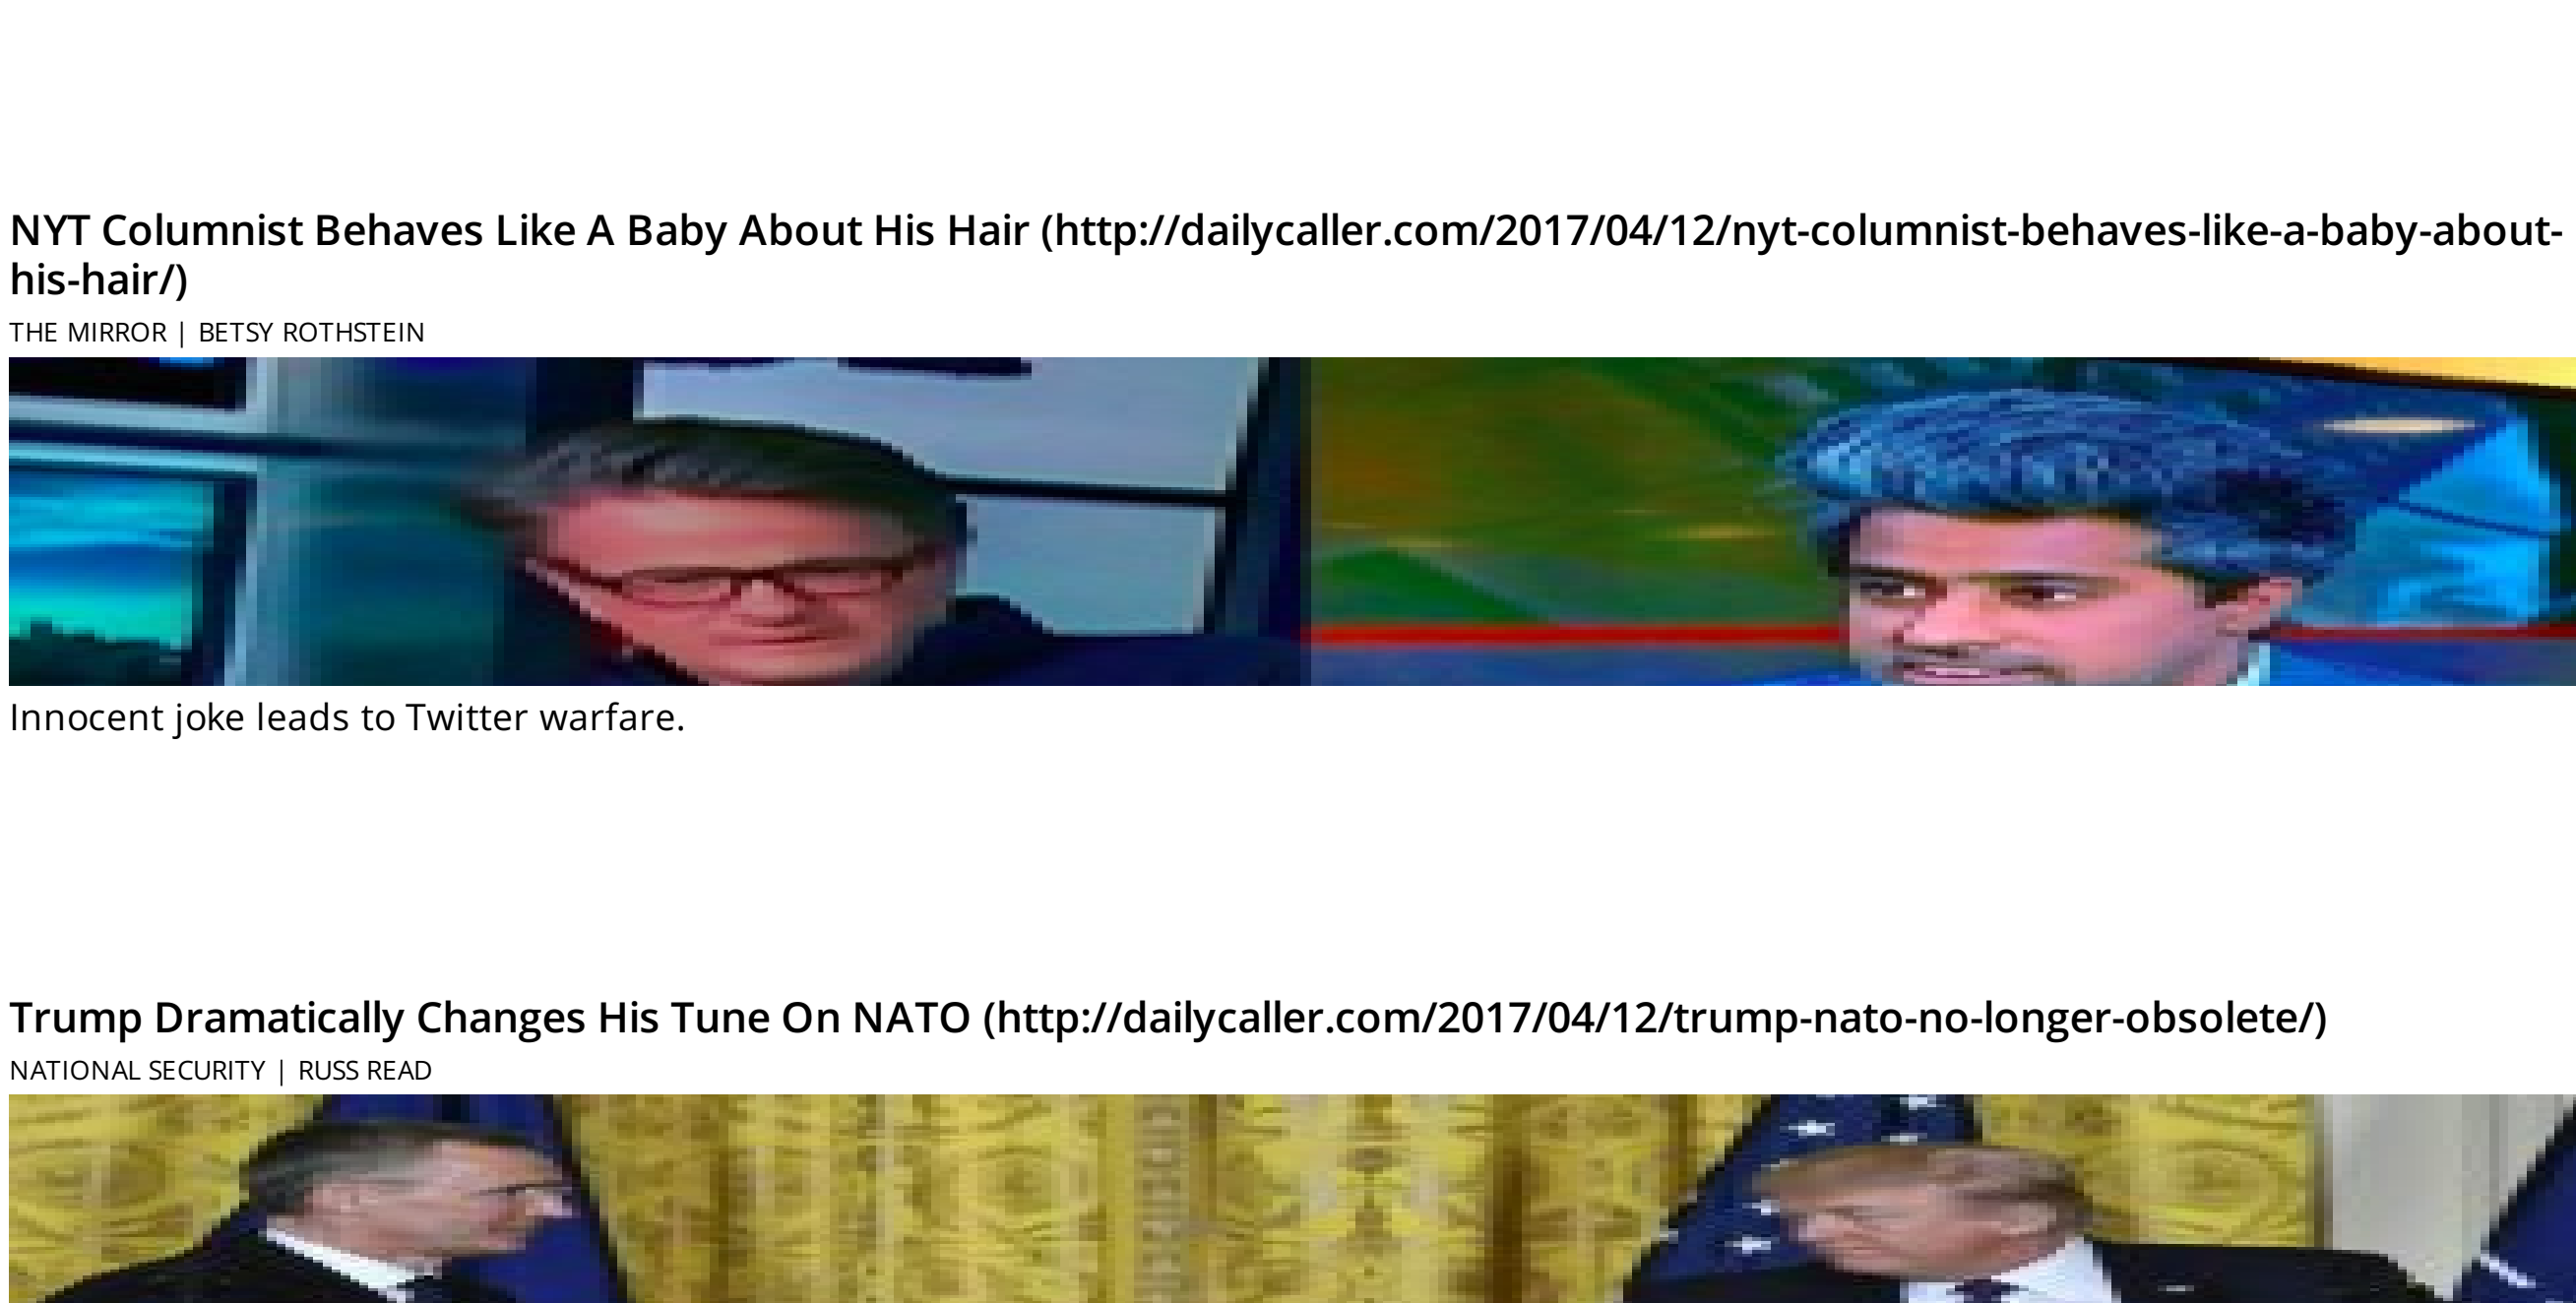 NYT Columnist Behaves Like A Baby About His Hair (http://dailycaller.com/2017/04/12/nyt-columnist-behaves-like-a-baby-about-
his-hair/)
THE MIRROR | BETSY ROTHSTEIN
Innocent joke leads to Twitter warfare.
Trump Dramatically Changes His Tune On NATO (http://dailycaller.com/2017/04/12/trump-nato-no-longer-obsolete/)
NATIONAL SECURITY | RUSS READ